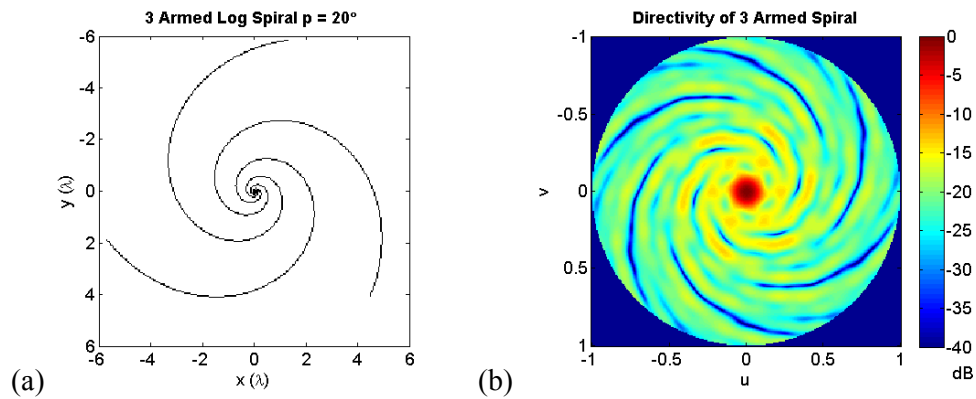 3 Armed Log Spiral p = 20°
-6
-4
-2
0
2
4
6
y (λ)
-6 -4 -2 0 2 4 6
x (λ)
(a)
Directivity of 3 Armed Spiral
-1
-0.5
0
0.5
1
v
-1 -0.5 0 0.5 1
u
(b)
0
-5
-10
-15
-20
-25
-30
-35
-40
dB